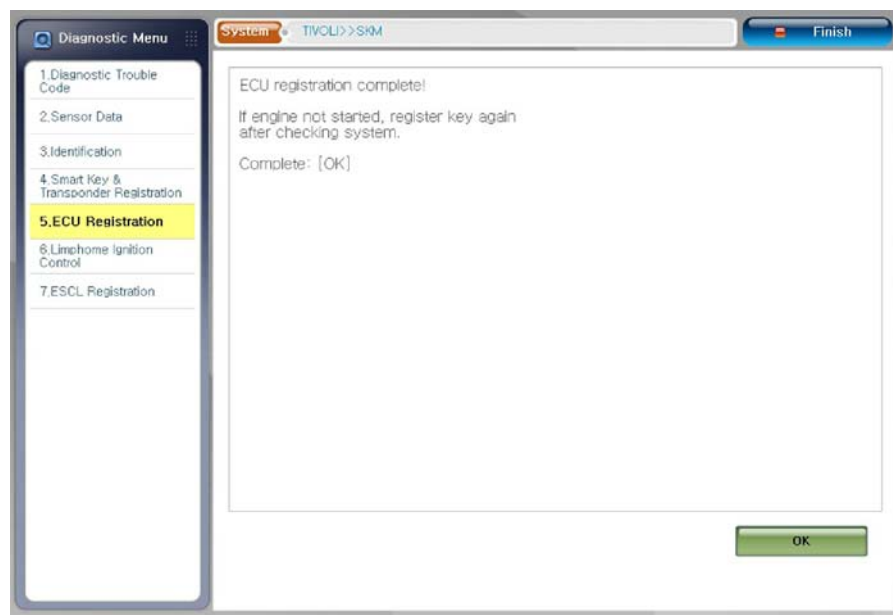 Diagnostic Menu
System
TIVOLI>>SKM
Finish
1.Diagnostic Trouble
Code
2.Sensor Data
3.Identification
4.Smart Key &
Transponder Registration
5.ECU Registration
6.Limphome Ignition
Control
7.ESCL Registration
ECU registration complete!
If engine not started, register key again
after checking system.
Complete: [OK]
OK